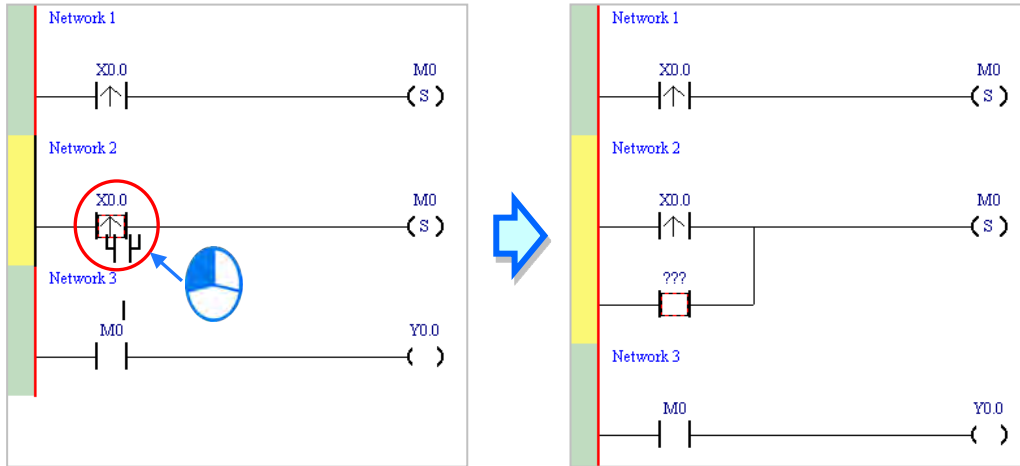 Network 1
X0.0 M0
( S )
Network 2
X0.0 M0
( S )
Network 3
M0 Y0.0
( )
Network 1
X0.0 M0
( S )
Network 2
X0.0 M0
( S )
???
Network 3
M0 Y0.0
( )